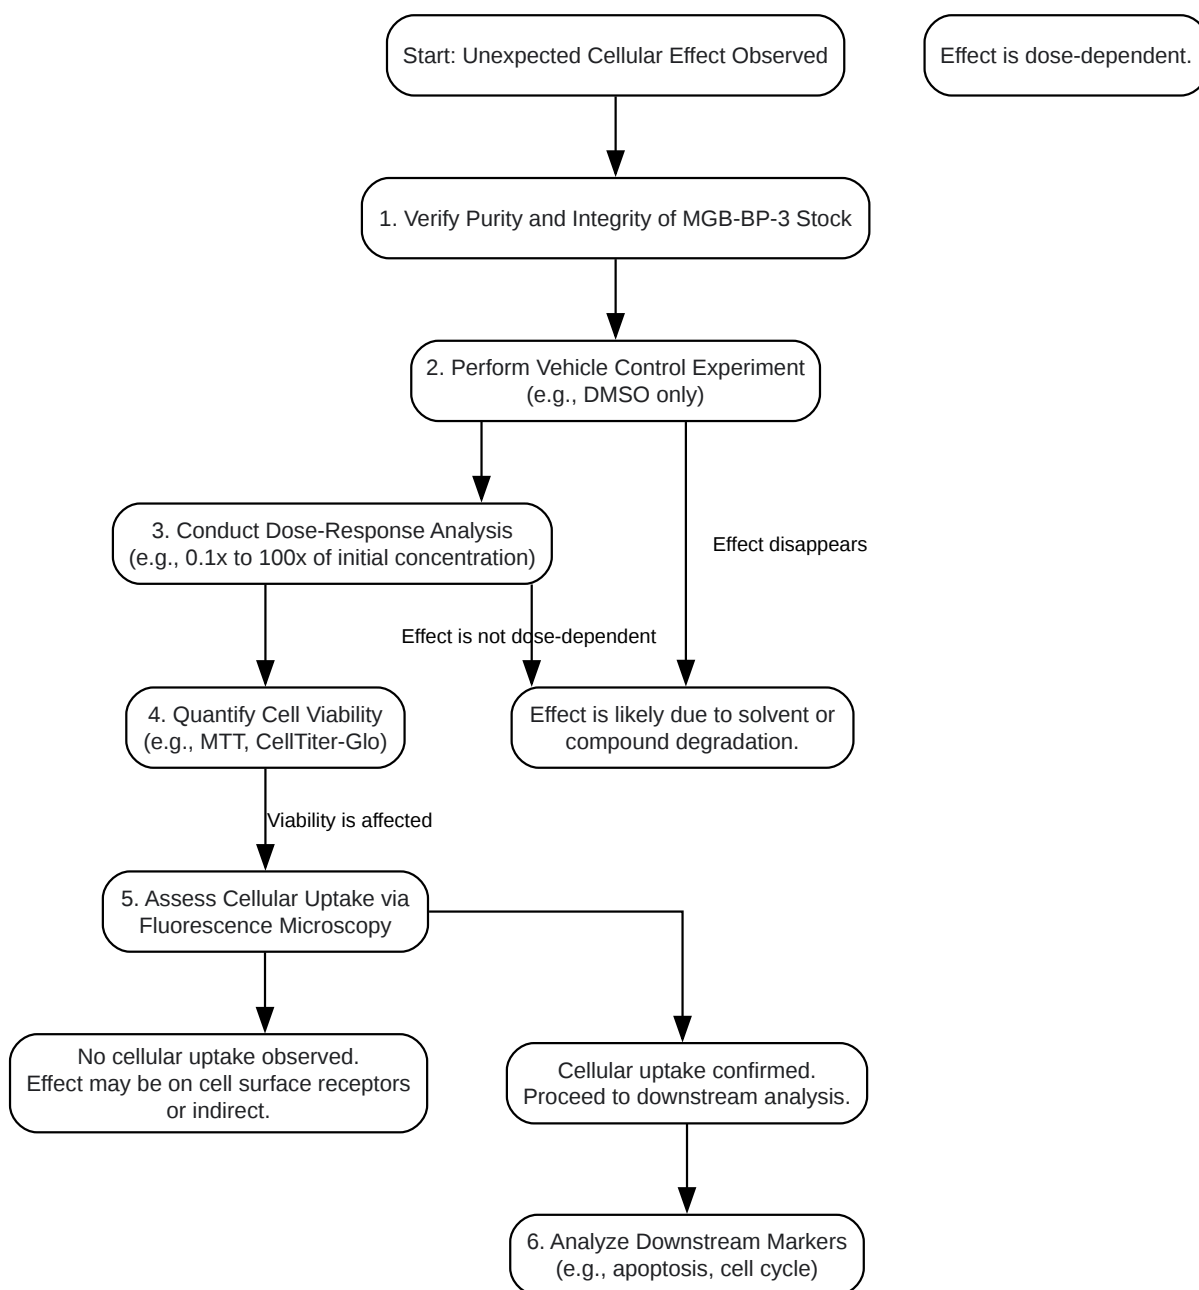 Start: Unexpected Cellular Effect Observed
Effect is dose-dependent.
1. Verify Purity and Integrity of MGB-BP-3 Stock
2. Perform Vehicle Control Experiment
(e.g., DMSO only)
3. Conduct Dose-Response Analysis
(e.g., 0.1x to 100x of initial concentration)
Effect disappears
Effect is not dose-dependent
4. Quantify Cell Viability
(e.g., MTT, CellTiter-Glo)
Effect is likely due to solvent or
compound degradation.
Viability is affected
5. Assess Cellular Uptake via
Fluorescence Microscopy
No cellular uptake observed.
Effect may be on cell surface receptors
or indirect.
Cellular uptake confirmed.
Proceed to downstream analysis.
6. Analyze Downstream Markers
(e.g., apoptosis, cell cycle)